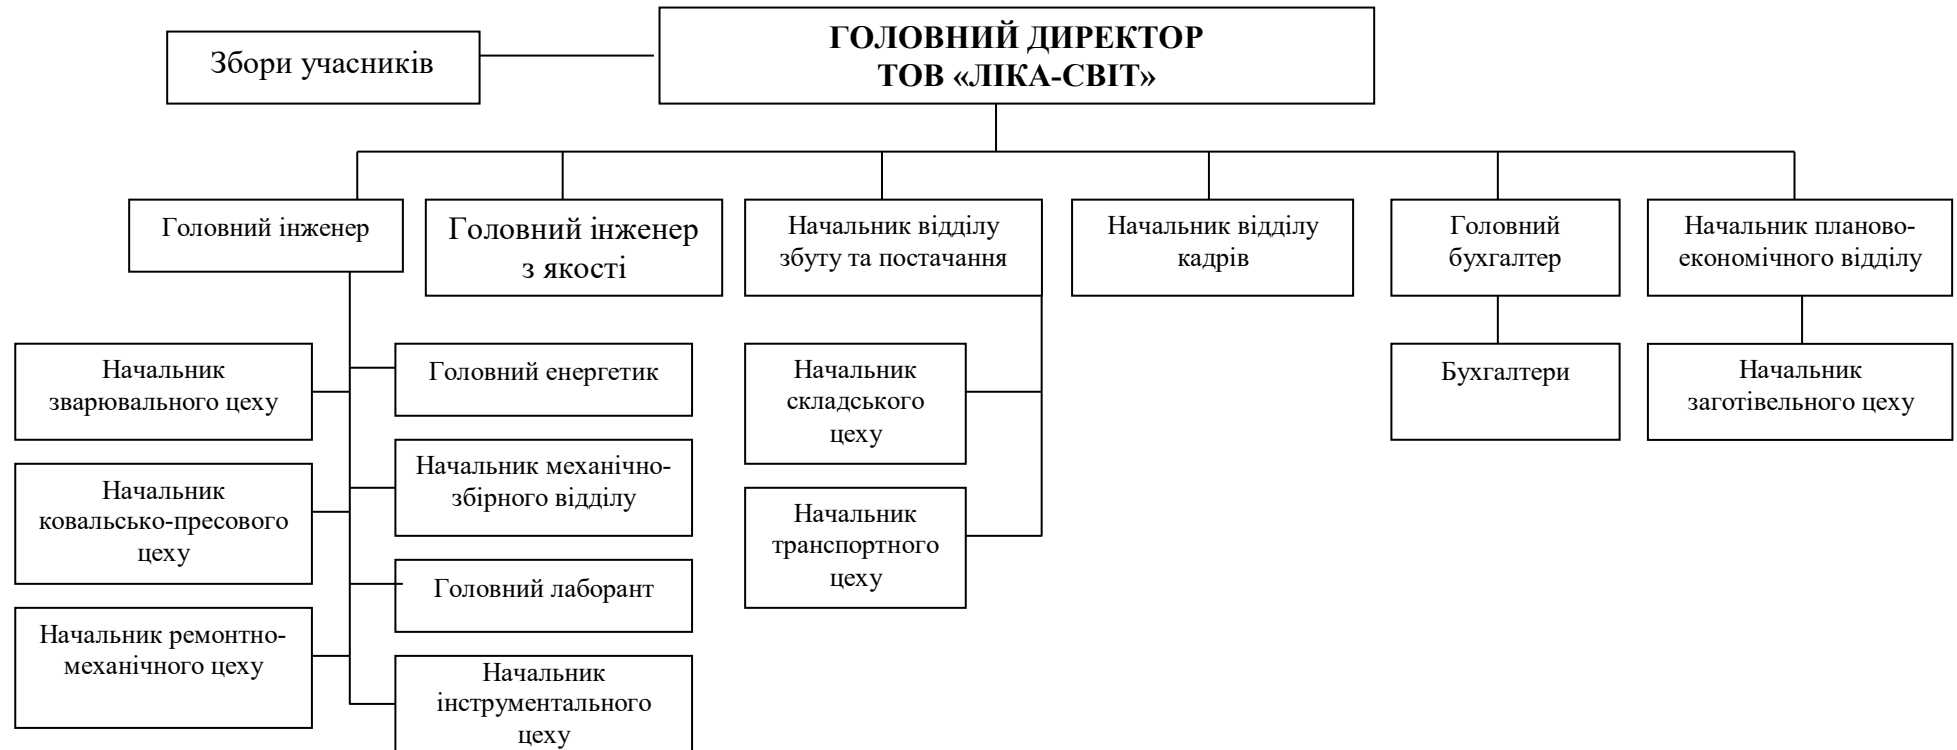 Збори учасників
ГОЛОВНИЙ ДИРЕКТОР
ТОВ «ЛІКА-СВІТ»
Головний інженер
Головний інженер
з якості
Начальник відділу
збуту та постачання
Начальник відділу
кадрів
Головний
бухгалтер
Начальник планово-
економічного відділу
Начальник
зварювального цеху
Головний енергетик
Начальник
складського
цеху
Бухгалтери
Начальник
заготівельного цеху
Начальник
ковальсько-пресового
цеху
Начальник механічно-
збірного відділу
Начальник
транспортного
цеху
Головний лаборант
Начальник ремонтно-
механічного цеху
Начальник
інструментального
цеху